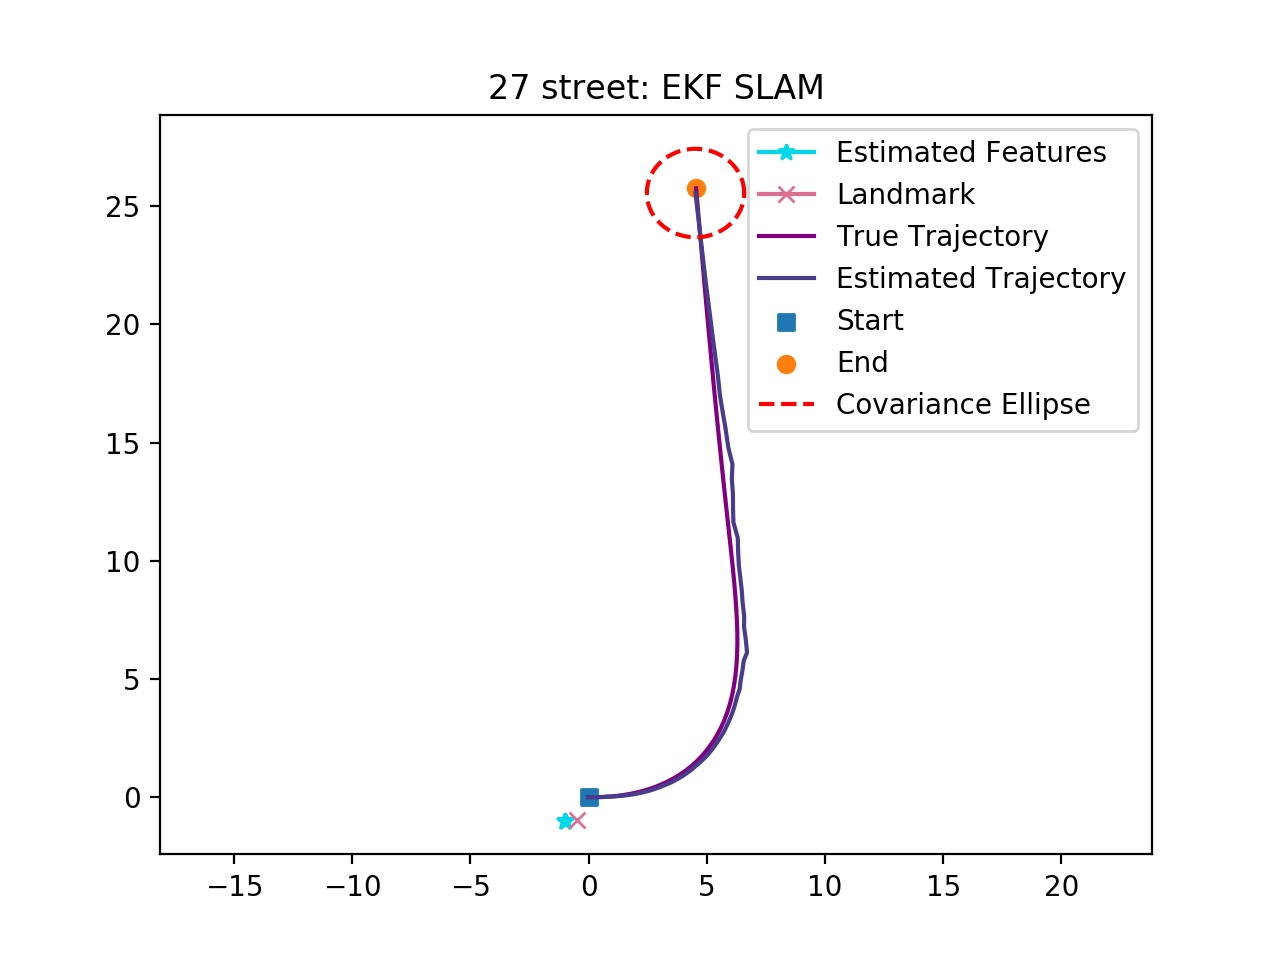 27 street: EKF SLAM
Estimated Features
Landmark
True Trajectory
Estimated Trajectory
Start
End
Covariance Ellipse
25
20
15
10
5
0
−15 −10 −5 0 5 10 15 20